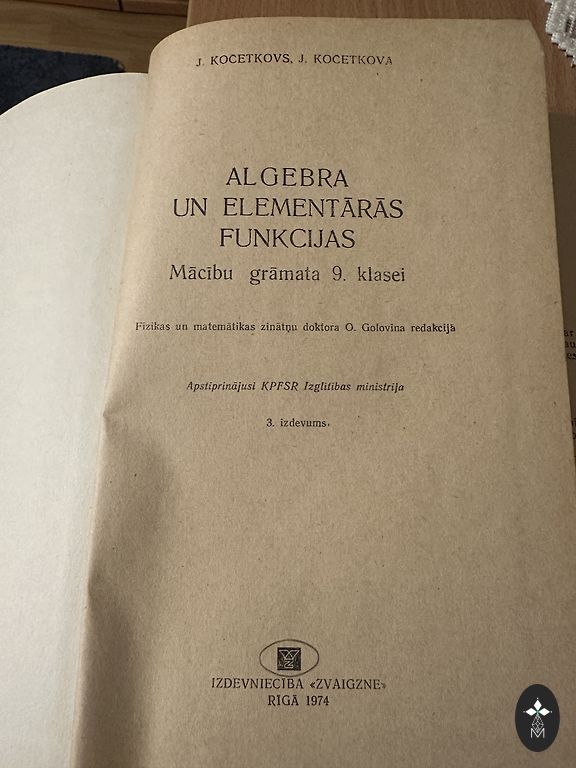 J. KOCETKOVS, J. KOCETKOVA
ALGEBRA
UN ELEMENTĀRĀS
FUNKCIJAS
Mācību grāmata 9. klasei
Fizikas un matemātikas zinātņu doktora O. Golovina redakcijā
Apstiprinājusi KPFSR Izglītības ministrija
3. izdevums
IZDEVNIECĪBA «ZVAIGZNE»
RĪGĀ 1974
M